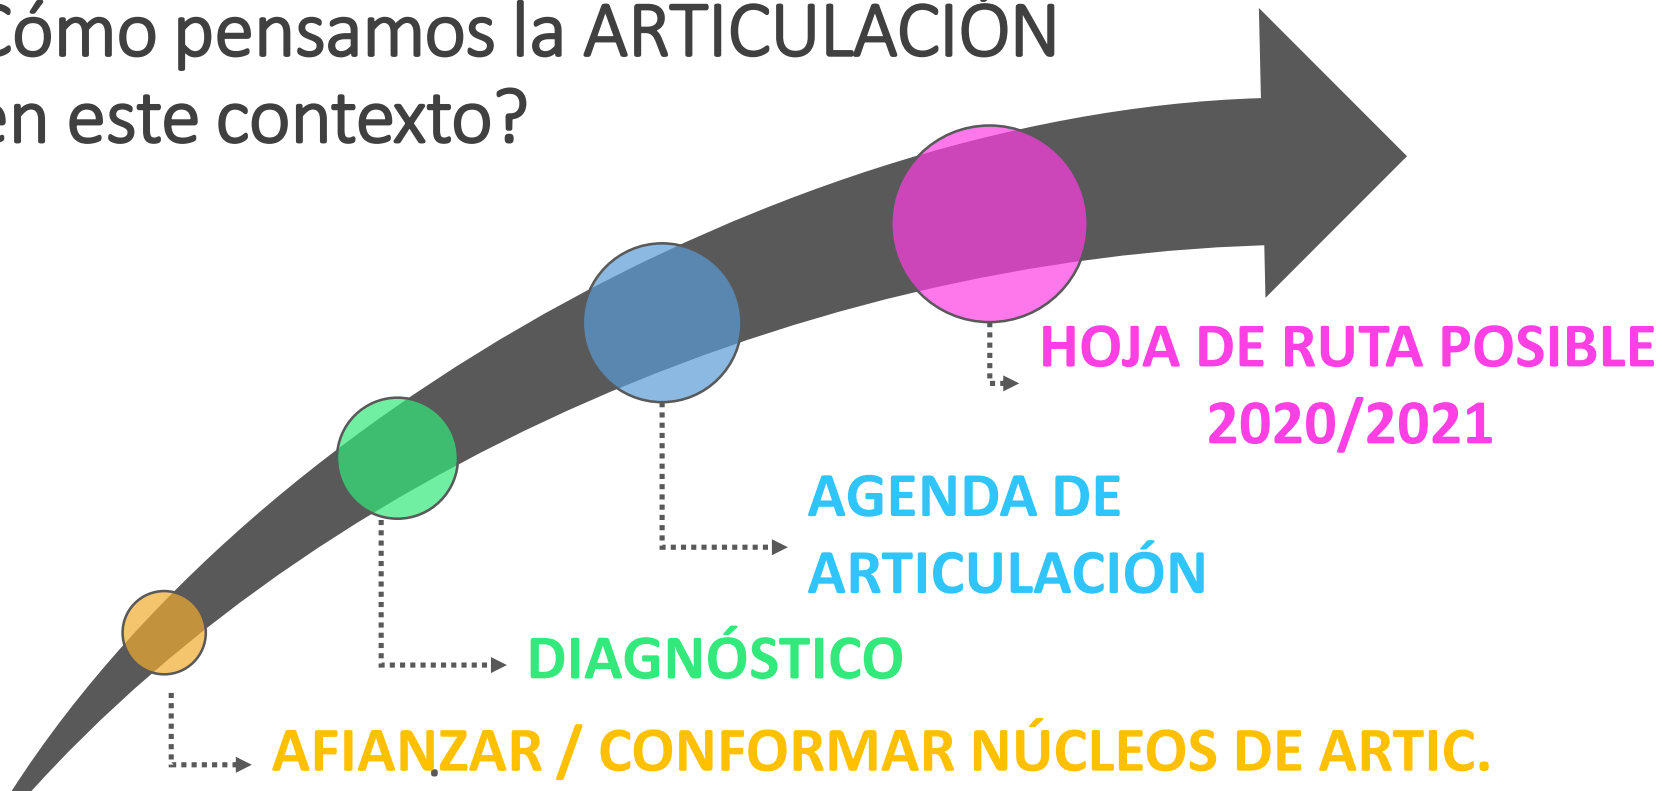 Cómo pensamos la ARTICULACIÓN
en este contexto?
HOJA DE RUTA POSIBLE
2020/2021
AGENDA DE
ARTICULACIÓN
DIAGNÓSTICO
AFIANZAR / CONFORMAR NÚCLEOS DE ARTIC.
.